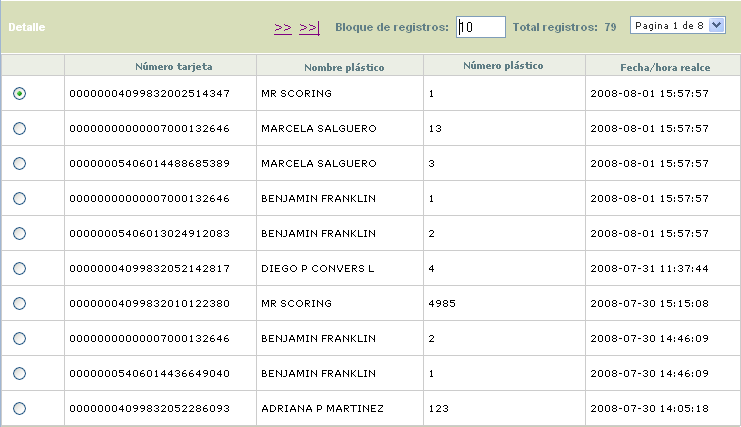 Detalle >> >>| Bloque de registros: 10 Total registros: 79 Pagina 1 de 8
Número tarjeta Nombre plástico Número plástico Fecha/hora realce
00000004099832002514347 MR SCORING 1 2008-08-01 15:57:57
0000000000007000132646 MARCELA SALGUERO 13 2008-08-01 15:57:57
00000005406014488685389 MARCELA SALGUERO 3 2008-08-01 15:57:57
0000000000007000132646 BENJAMIN FRANKLIN 1 2008-08-01 15:57:57
00000005406013024912083 BENJAMIN FRANKLIN 2 2008-08-01 15:57:57
00000004099832052142817 DIEGO P CONVERS L 4 2008-07-31 11:37:44
00000004099832010122380 MR SCORING 4985 2008-07-30 15:15:08
0000000000007000132646 BENJAMIN FRANKLIN 2 2008-07-30 14:46:09
00000005406014436649040 BENJAMIN FRANKLIN 1 2008-07-30 14:46:09
00000004099832052286093 ADRIANA P MARTINEZ 123 2008-07-30 14:05:18